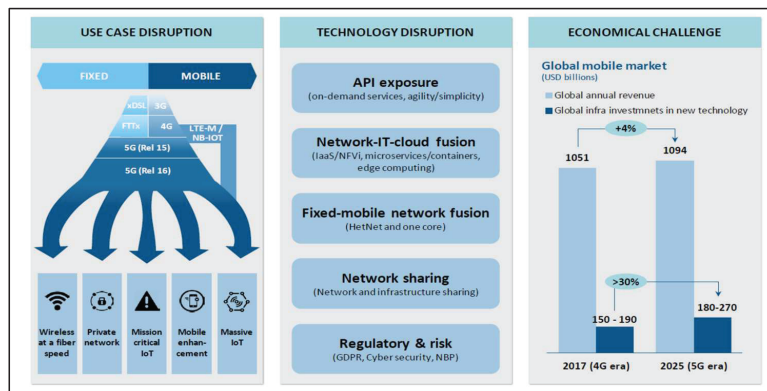 USE CASE DISRUPTION
FIXED
MOBILE
xDSL
3G
FTTx
4G
LTE-M /
NB-IOT
5G (Rel 15)
5G (Rel 16)
Wireless
at a fiber
speed
Private
network
Mission
critical
IoT
Mobile
enhan-
cement
Massive
IoT
TECHNOLOGY DISRUPTION
API exposure
(on-demand services, agility/simplicity)
Network-IT-cloud fusion
(IaaS/NFVi, microservices/containers,
edge computing)
Fixed-mobile network fusion
(HetNet and one core)
Network sharing
(Network and infrastructure sharing)
Regulatory & risk
(GDPR, Cyber security, NBP)
ECONOMICAL CHALLENGE
Global mobile market
(USD billions)
Global annual revenue
Global infra investmnets in new technology
+4%
1051
1094
>30%
150 - 190
180-270
2017 (4G era)
2025 (5G era)